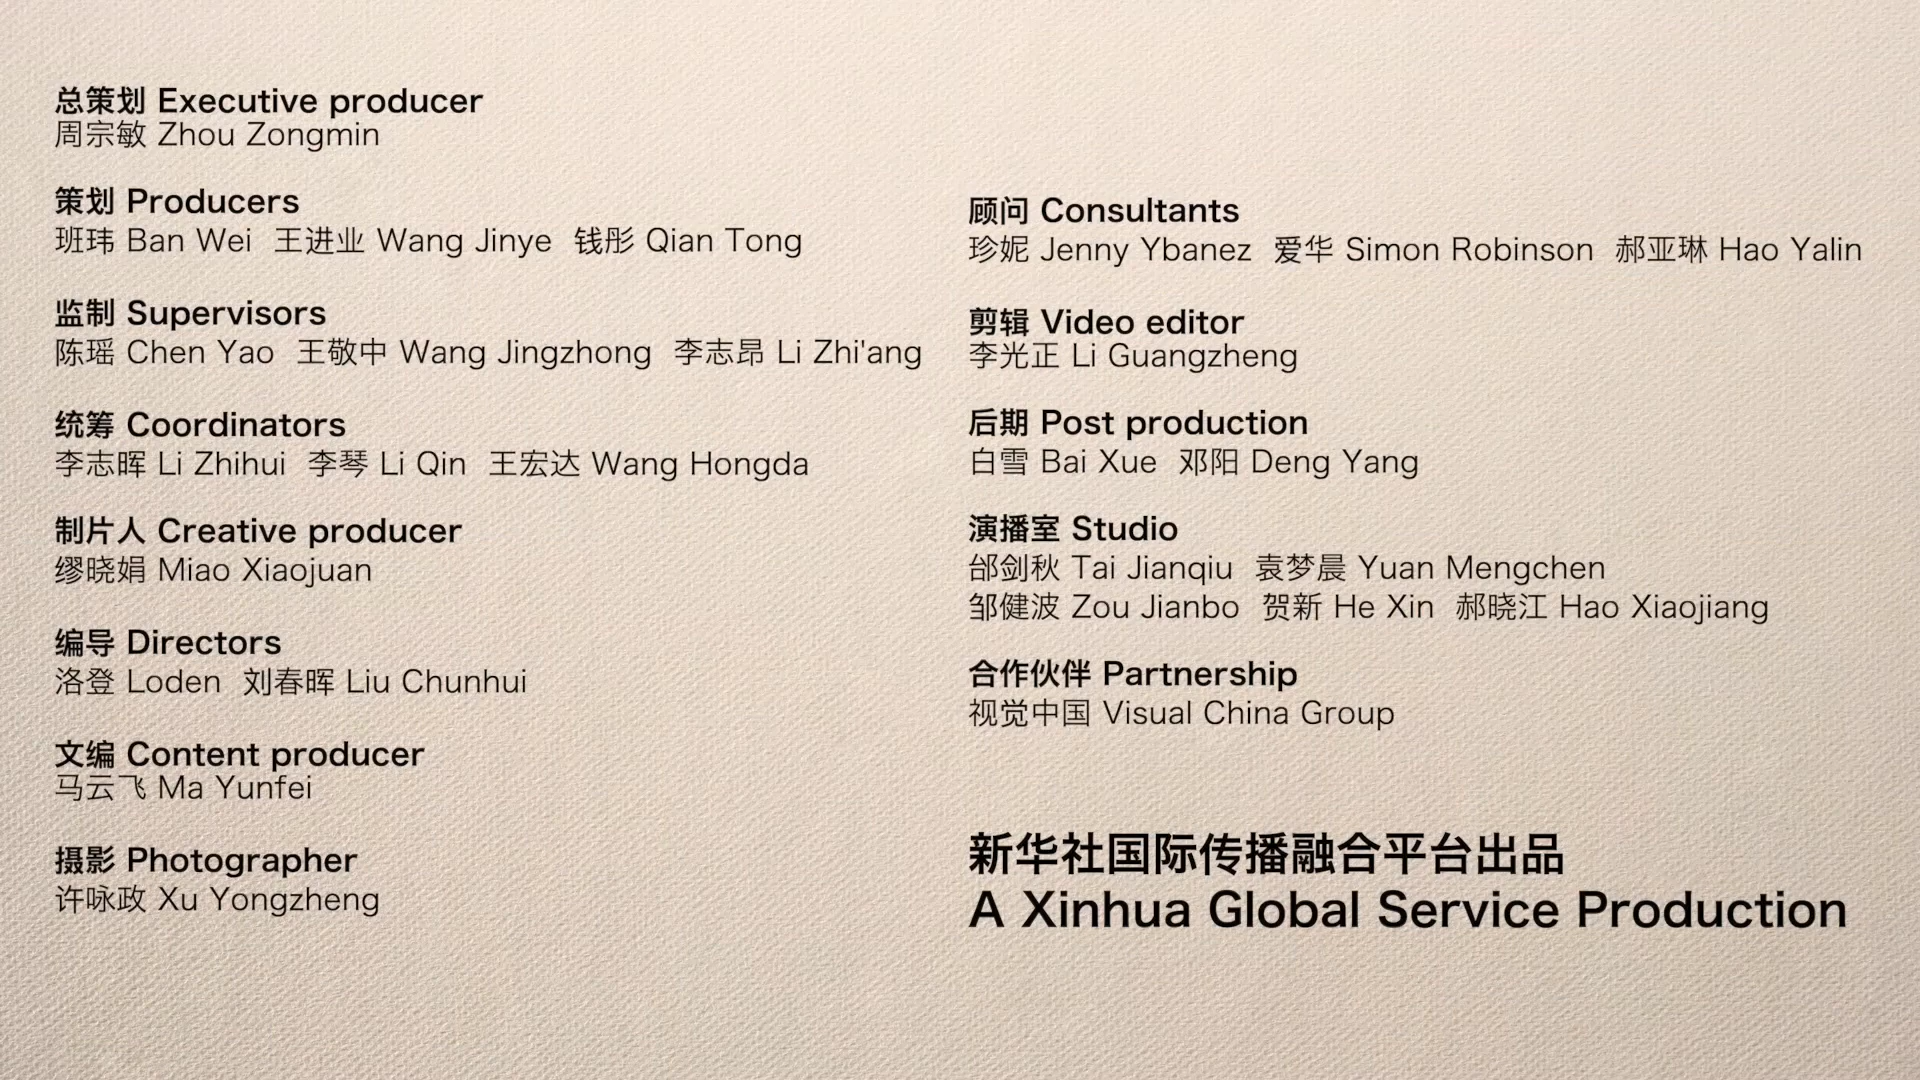 总策划 Executive producer
周宗敏 Zhou Zongmin
策划 Producers
班玮 Ban Wei 王进业 Wang Jinye 钱彤 Qian Tong
监制 Supervisors
陈瑶 Chen Yao 王敬中 Wang Jingzhong 李志昂 Li Zhi'ang
统筹 Coordinators
李志晖 Li Zhihui 李琴 Li Qin 王宏达 Wang Hongda
制片人 Creative producer
缪晓娟 Miao Xiaojuan
编导 Directors
洛登 Loden 刘春晖 Liu Chunhui
文编 Content producer
马云飞 Ma Yunfei
摄影 Photographer
许咏政 Xu Yongzheng
顾问 Consultants
珍妮 Jenny Ybanez 爱华 Simon Robinson 郝亚琳 Hao Yalin
剪辑 Video editor
李光正 Li Guangzheng
后期 Post production
白雪 Bai Xue 邓阳 Deng Yang
演播室 Studio
邰剑秋 Tai Jianqiu 袁梦晨 Yuan Mengchen
邹健波 Zou Jianbo 贺新 He Xin 郝晓江 Hao Xiaojiang
合作伙伴 Partnership
视觉中国 Visual China Group
新华社国际传播融合平台出品
A Xinhua Global Service Production